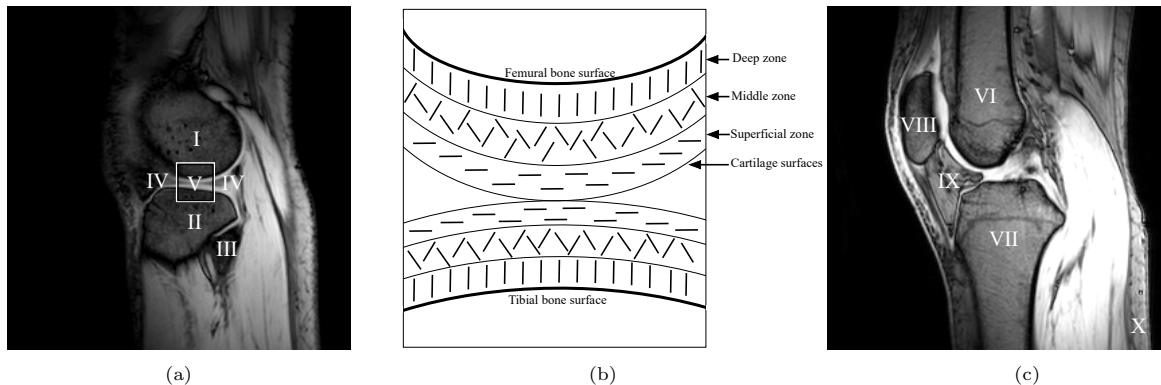 I
IV
V
IV
II
III
Femural bone surface
Deep zone
Middle zone
Superficial zone
Cartilage surfaces
Tibial bone surface
VI
VIII
IX
VII
X
(a)
(b)
(c)